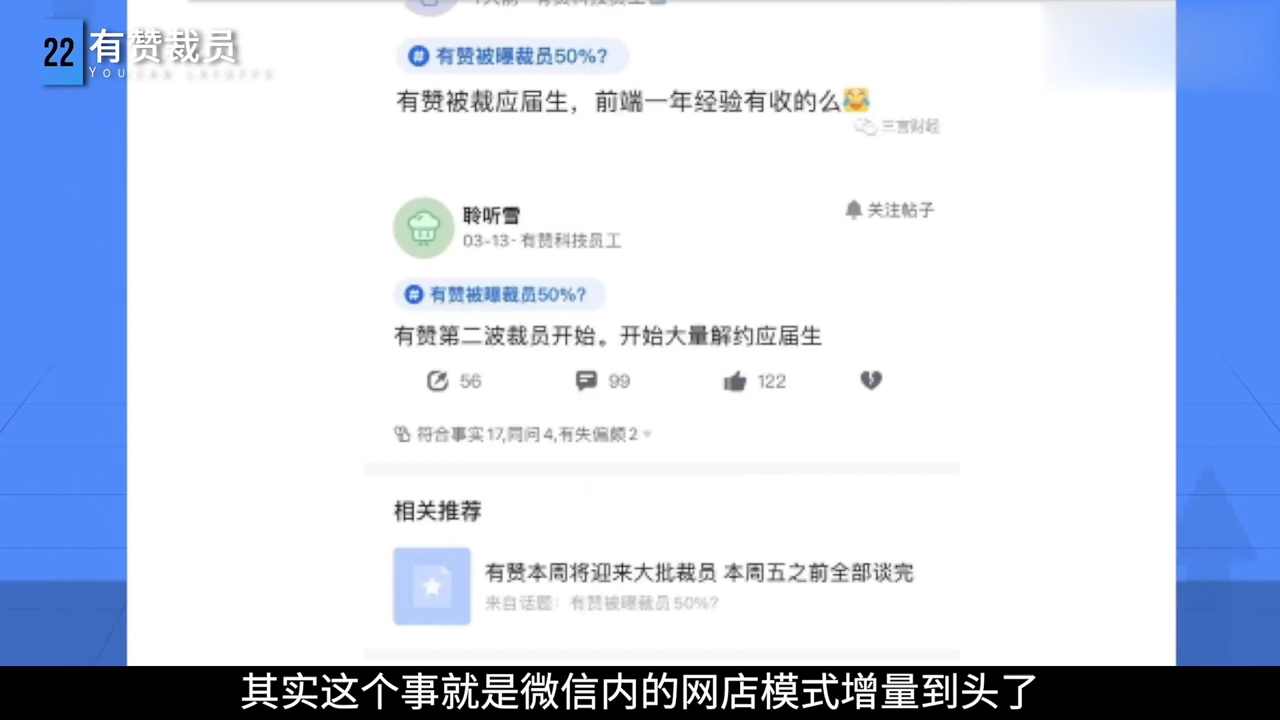 22
有赞裁员
YOUZAN LAYOFFS
有赞被曝裁员50%?
有赞被裁应届生，前端一年经验有收的么😂
三言财经
聆听雪
关注帖子
03-13·有赞科技员工
有赞被曝裁员50%?
有赞第二波裁员开始。开始大量解约应届生
56 99 122
符合事实17,同问4,有失偏颇2
相关推荐
有赞本周将迎来大批裁员 本周五之前全部谈完
来自话题：有赞被曝裁员50%?
其实这个事就是微信内的网店模式增量到头了